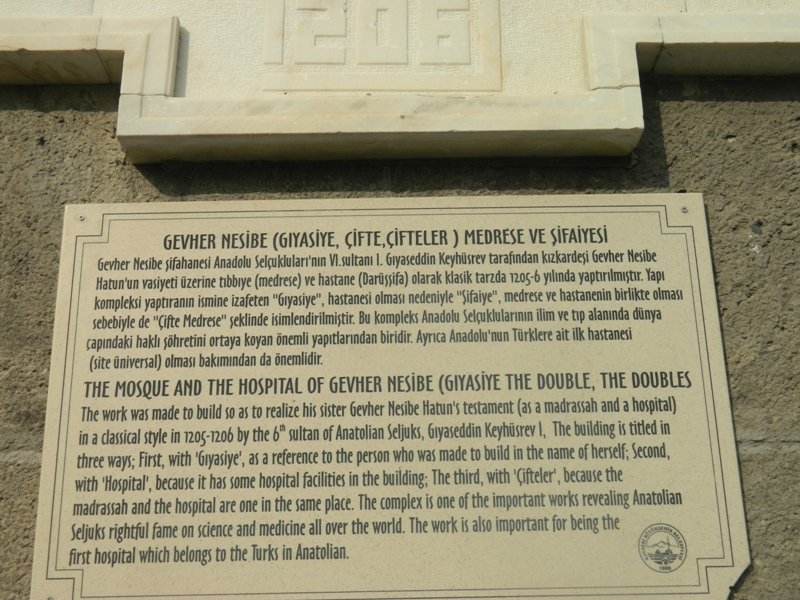 1206
GEVHER NESİBE (GIYASİYE, ÇİFTE,ÇİFTELER ) MEDRESE VE ŞİFAİYESİ
Gevher Nesibe şifahanesi Anadolu Selçukluları'nın VI.sultanı I. Gıyaseddin Keyhüsrev tarafından kızkardeşi Gevher Nesibe
Hatun'un vasiyeti üzerine tıbbiye (medrese) ve hastane (Darüşşifa) olarak klasik tarzda 1205-6 yılında yaptırılmıştır. Yapı
kompleksi yaptıranın ismine izafeten "Gıyasiye", hastanesi olması nedeniyle "Şifaiye", medrese ve hastanenin birlikte olması
sebebiyle de "Çifte Medrese" şeklinde isimlendirilmiştir. Bu kompleks Anadolu Selçuklularının ilim ve tıp alanında dünya
çapındaki haklı şöhretini ortaya koyan önemli yapıtlarından biridir. Ayrıca Anadolu'nun Türklere ait ilk hastanesi
(site üniversal) olması bakımından da önemlidir.
THE MOSQUE AND THE HOSPITAL OF GEVHER NESİBE (GIYASİYE THE DOUBLE, THE DOUBLES
The work was made to build so as to realize his sister Gevher Nesibe Hatun's testament (as a madrassah and a hospital)
in a classical style in 1205-1206 by the 6th sultan of Anatolian Seljuks, Gıyaseddin Keyhüsrev I, The building is titled in
three ways; First, with 'Gıyasiye', as a reference to the person who was made to build in the name of herself; Second,
with 'Hospital', because it has some hospital facilities in the building; The third, with 'Çifteler', because the
madrassah and the hospital are one in the same place. The complex is one of the important works revealing Anatolian
Seljuks rightful fame on science and medicine all over the world. The work is also important for being the
first hospital which belongs to the Turks in Anatolian.
KAYSERİ BÜYÜKŞEHİR BELEDİYESİ
1869